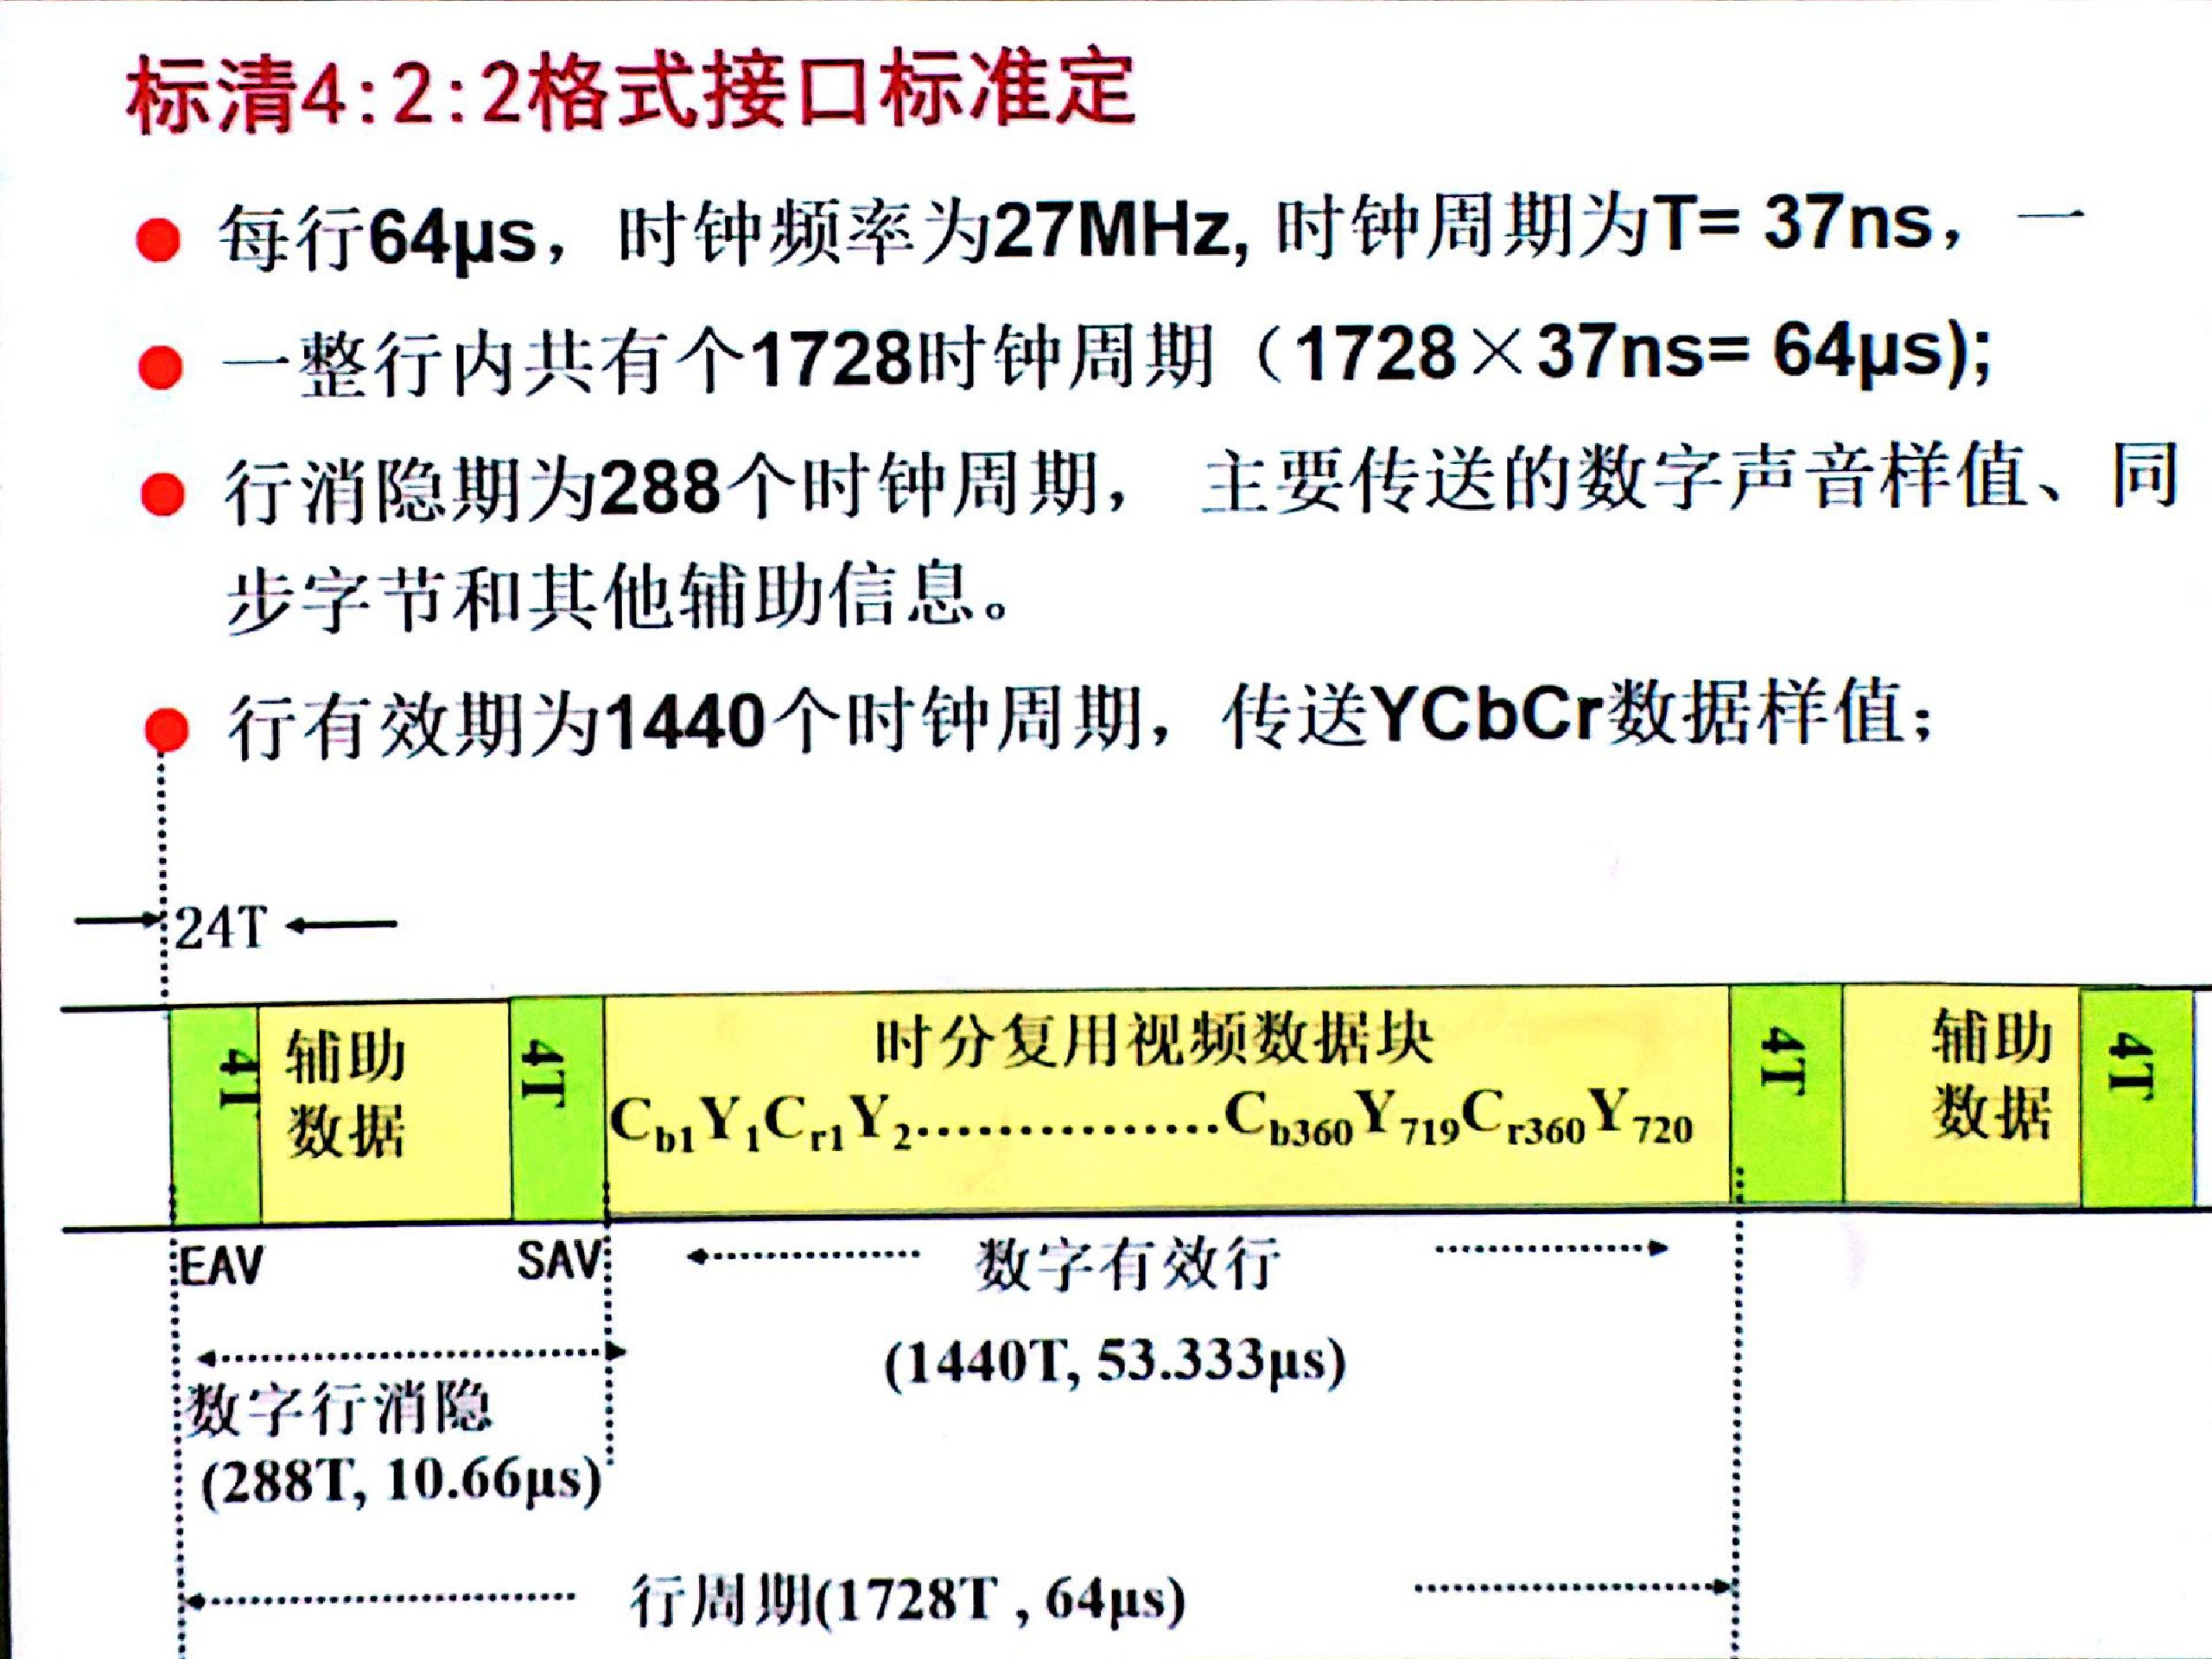 标清4:2:2格式接口标准定
每行64μs，时钟频率为27MHz, 时钟周期为T= 37ns，一
一整行内共有个1728时钟周期（1728×37ns= 64μs);
行消隐期为288个时钟周期， 主要传送的数字声音样值、同
步字节和其他辅助信息。
行有效期为1440个时钟周期，传送YCbCr数据样值；
24T
4T
辅助
数据
4T
时分复用视频数据块
Cb1Y1Cr1Y2...............Cb360Y719Cr360Y720
4T
辅助
数据
4T
EAV
SAV
数字有效行
(1440T, 53.333μs)
数字行消隐
(288T, 10.66μs)
行周期(1728T , 64μs)